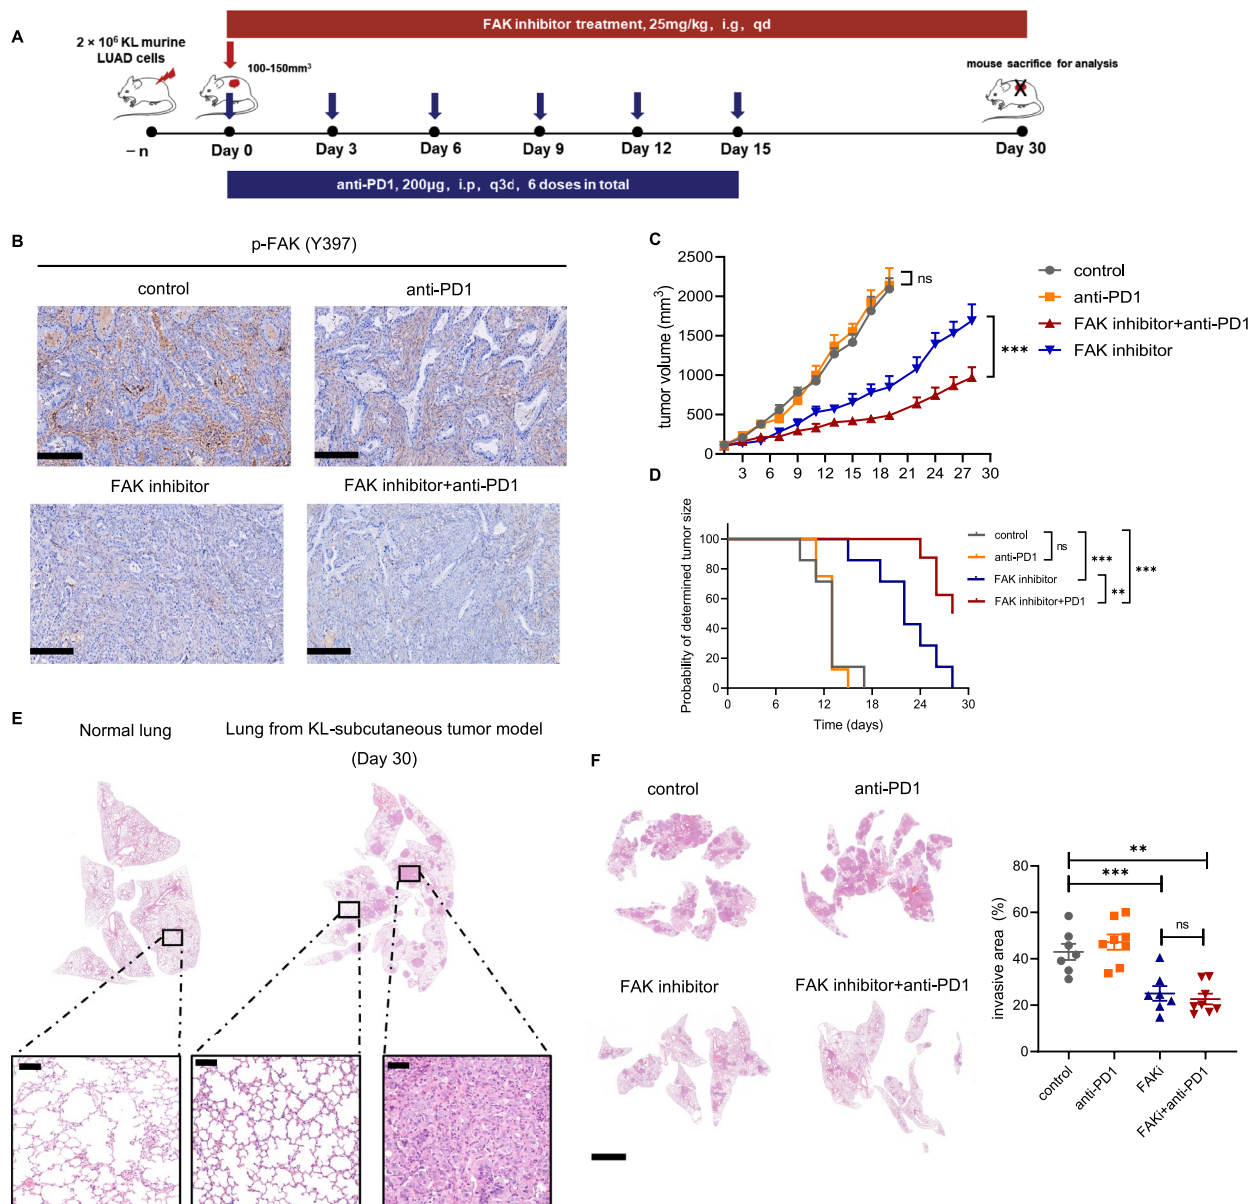 A
FAK inhibitor treatment, 25mg/kg, i.g, qd
2 × 10⁶ KL murine
LUAD cells
100-150mm³
mouse sacrifice for analysis
– n
Day 0
Day 3
Day 6
Day 9
Day 12
Day 15
Day 30
anti-PD1, 200µg, i.p, q3d, 6 doses in total
B
p-FAK (Y397)
control
anti-PD1
FAK inhibitor
FAK inhibitor+anti-PD1
C
tumor volume (mm³)
2500
2000
1500
1000
500
0
3
6
9
12
15
18
21
24
27
30
ns
***
control
anti-PD1
FAK inhibitor+anti-PD1
FAK inhibitor
D
Probability of determined tumor size
100
80
60
40
20
0
0
6
12
18
24
30
Time (days)
control
anti-PD1
FAK inhibitor
FAK inhibitor+PD1
ns
***
**
***
E
Normal lung
Lung from KL-subcutaneous tumor model
(Day 30)
F
control
anti-PD1
FAK inhibitor
FAK inhibitor+anti-PD1
invasive area (%)
80
60
40
20
0
**
***
ns
control
anti-PD1
FAKi
FAKi+anti-PD1